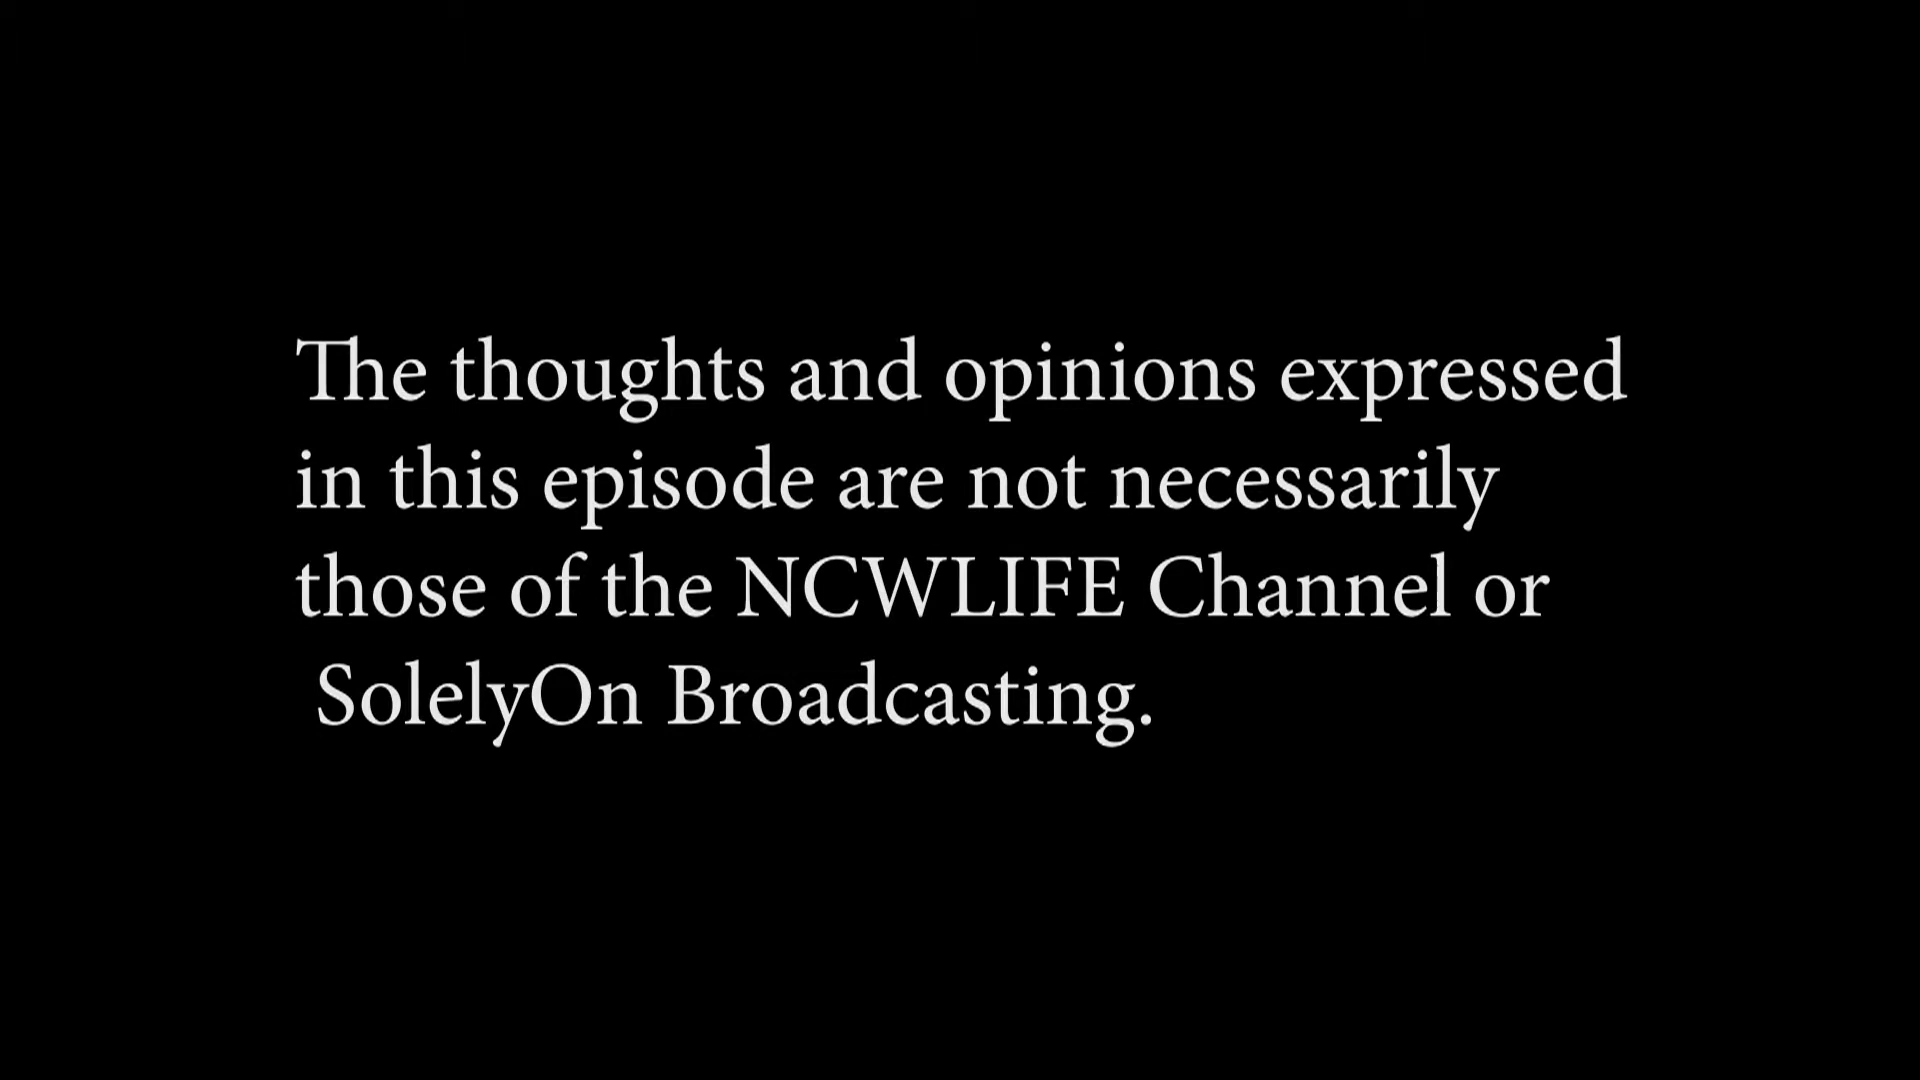 The thoughts and opinions expressed
in this episode are not necessarily
those of the NCWLIFE Channel or
SolelyOn Broadcasting.